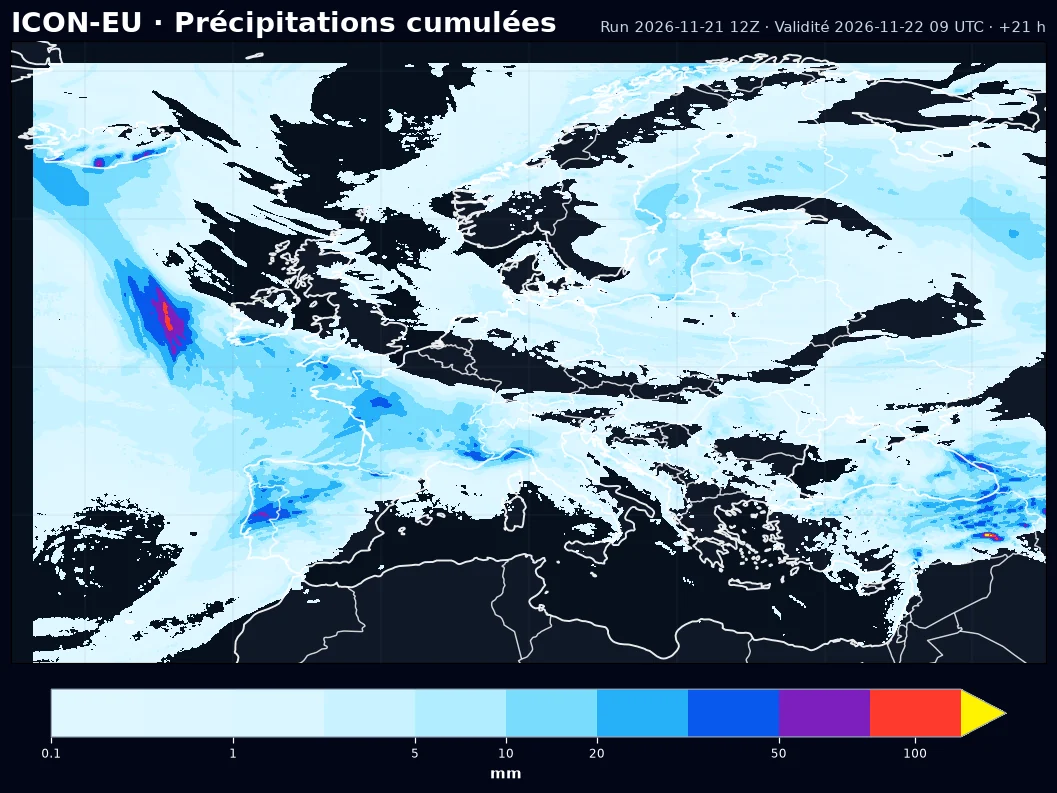 ICON-EU · Précipitations cumulées
Run 2026-11-21 12Z · Validité 2026-11-22 09 UTC · +21 h
0.1 1 5 10 20 50 100
mm